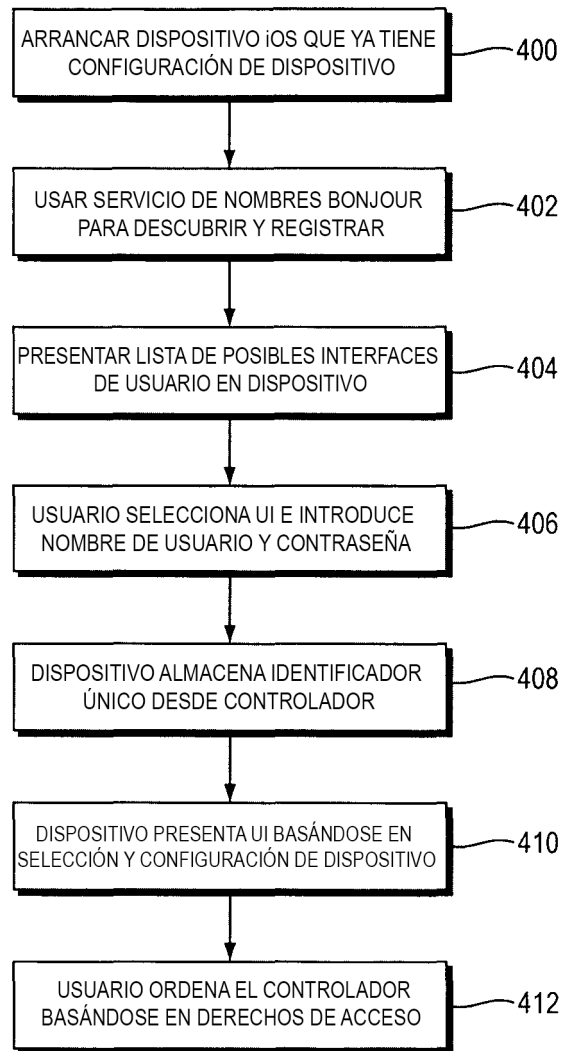 ARRANCAR DISPOSITIVO iOS QUE YA TIENE
CONFIGURACIÓN DE DISPOSITIVO
400
USAR SERVICIO DE NOMBRES BONJOUR
PARA DESCUBRIR Y REGISTRAR
402
PRESENTAR LISTA DE POSIBLES INTERFACES
DE USUARIO EN DISPOSITIVO
404
USUARIO SELECCIONA UI E INTRODUCE
NOMBRE DE USUARIO Y CONTRASEÑA
406
DISPOSITIVO ALMACENA IDENTIFICADOR
ÚNICO DESDE CONTROLADOR
408
DISPOSITIVO PRESENTA UI BASÁNDOSE EN
SELECCIÓN Y CONFIGURACIÓN DE DISPOSITIVO
410
USUARIO ORDENA EL CONTROLADOR
BASÁNDOSE EN DERECHOS DE ACCESO
412